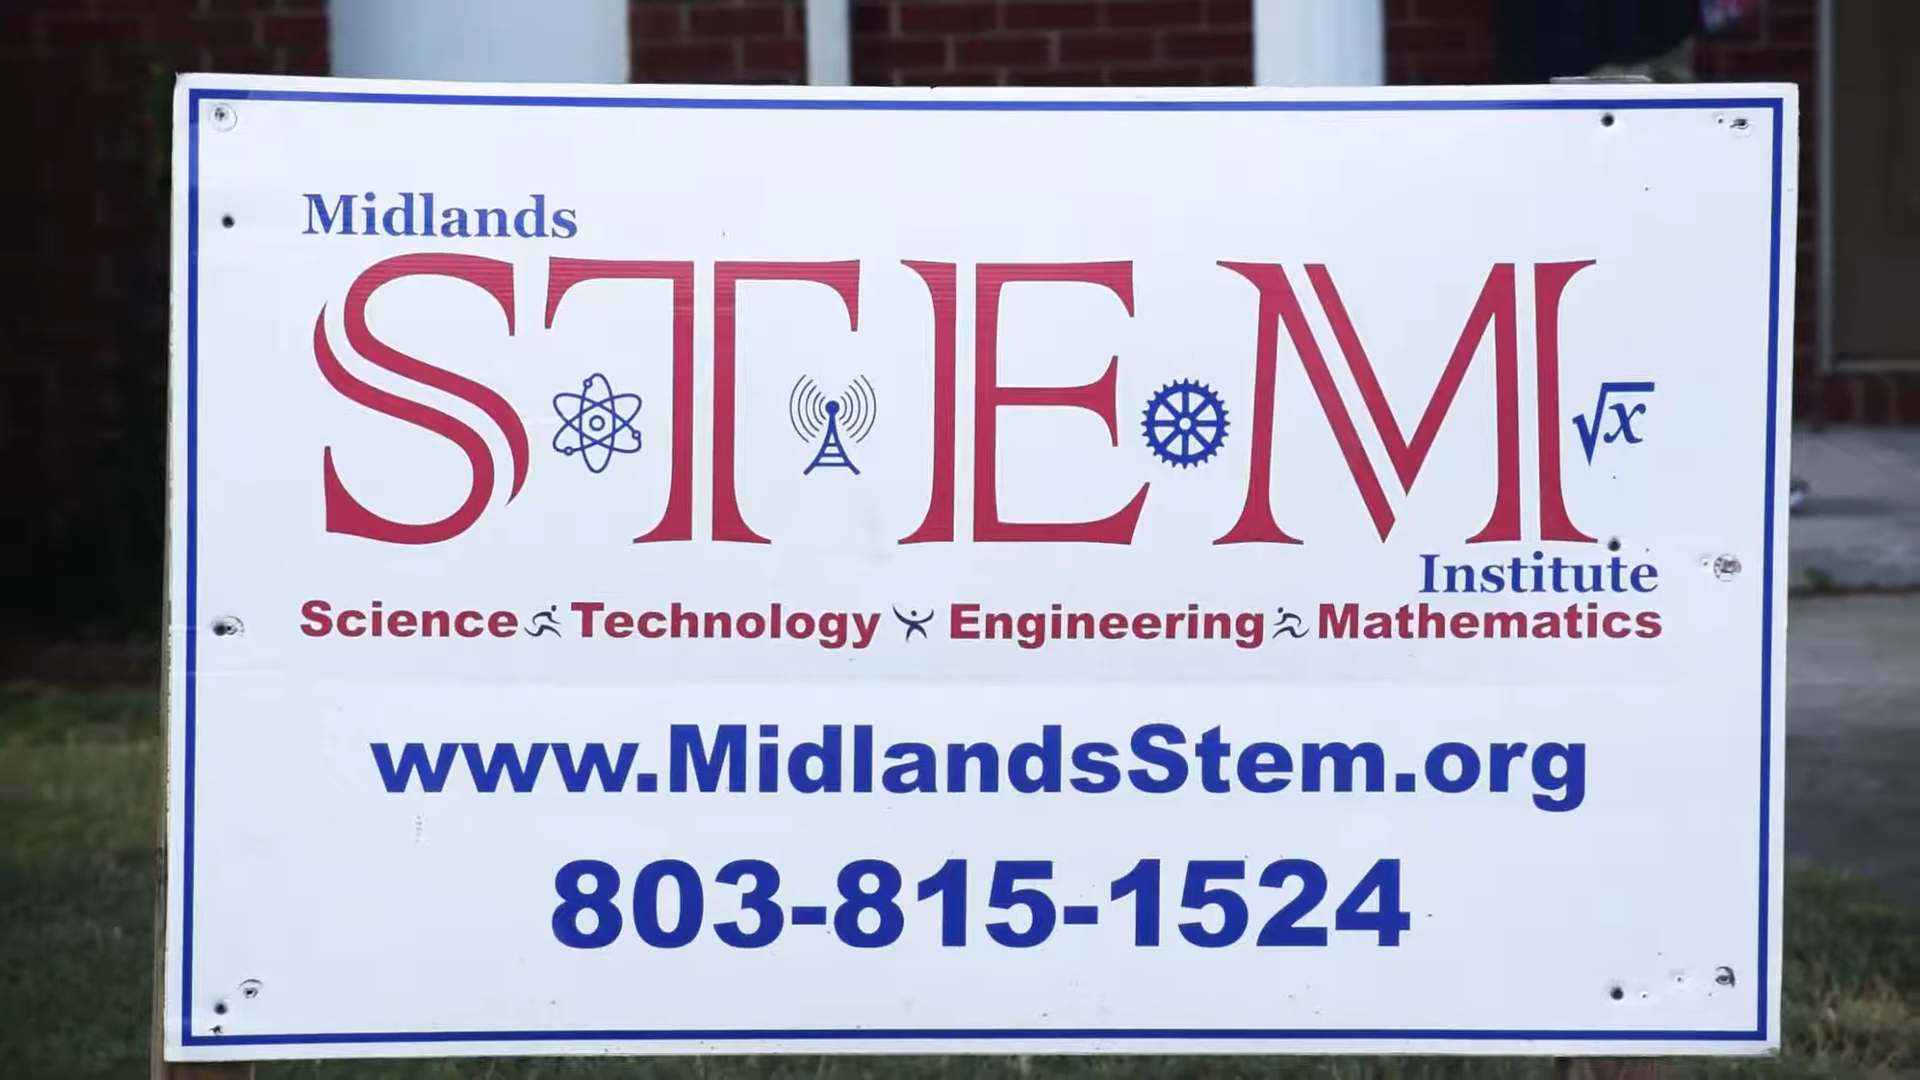 Midlands
STEM
√x
Institute
Science Technology Engineering Mathematics
www.MidlandsStem.org
803-815-1524